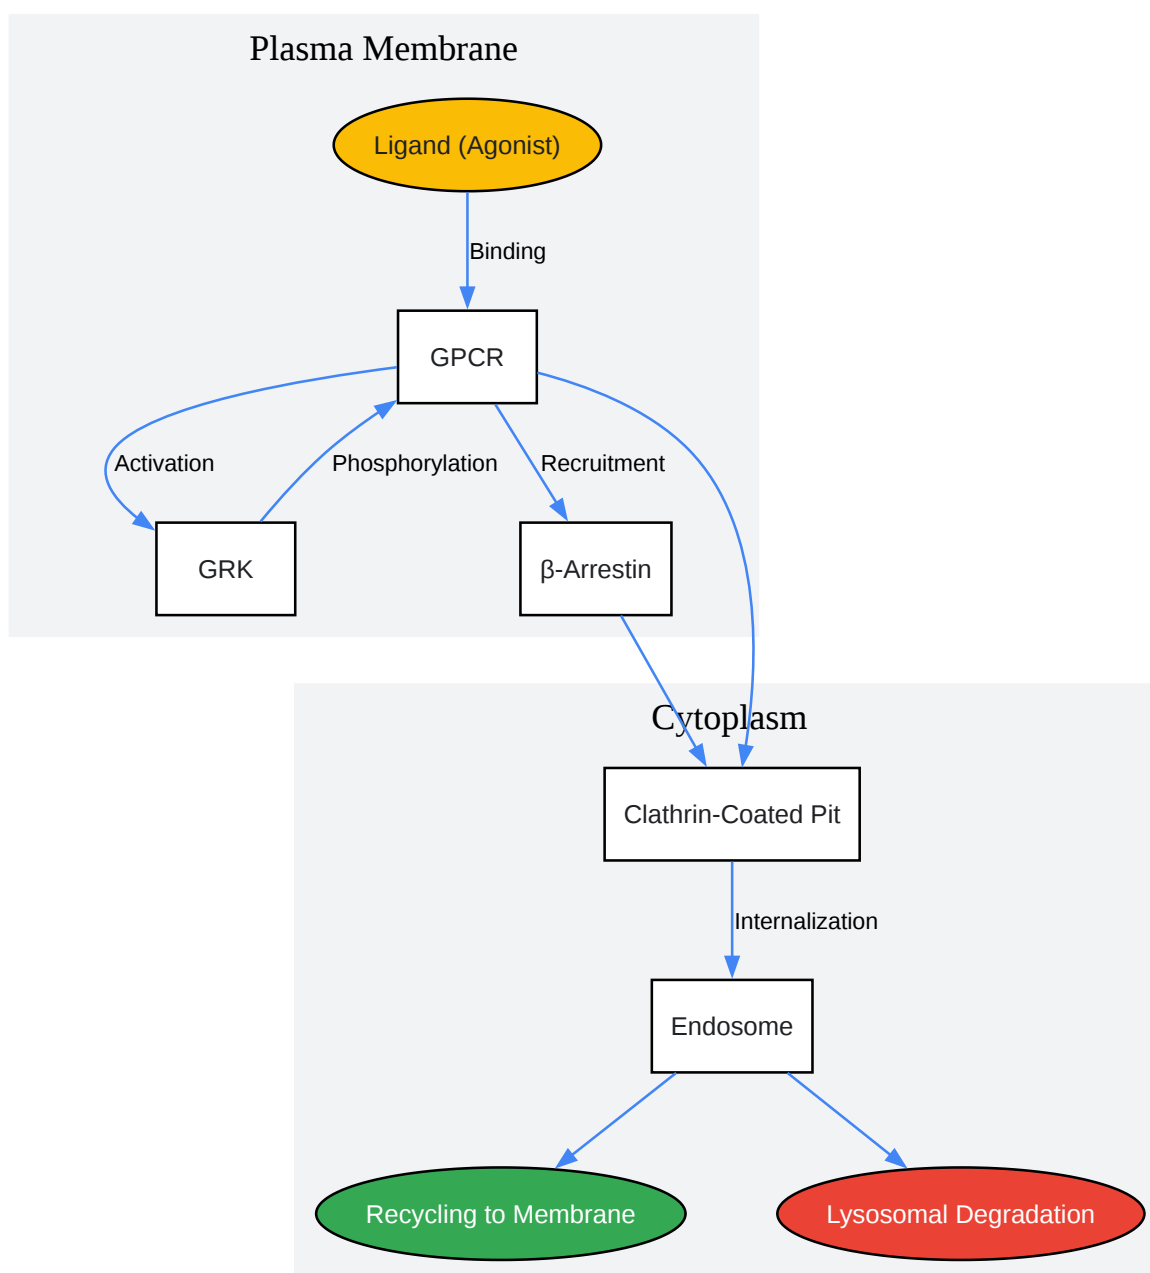 Plasma Membrane
Ligand (Agonist)
Binding
GPCR
Activation
Phosphorylation
Recruitment
GRK
β-Arrestin
Cytoplasm
Clathrin-Coated Pit
Internalization
Endosome
Recycling to Membrane
Lysosomal Degradation